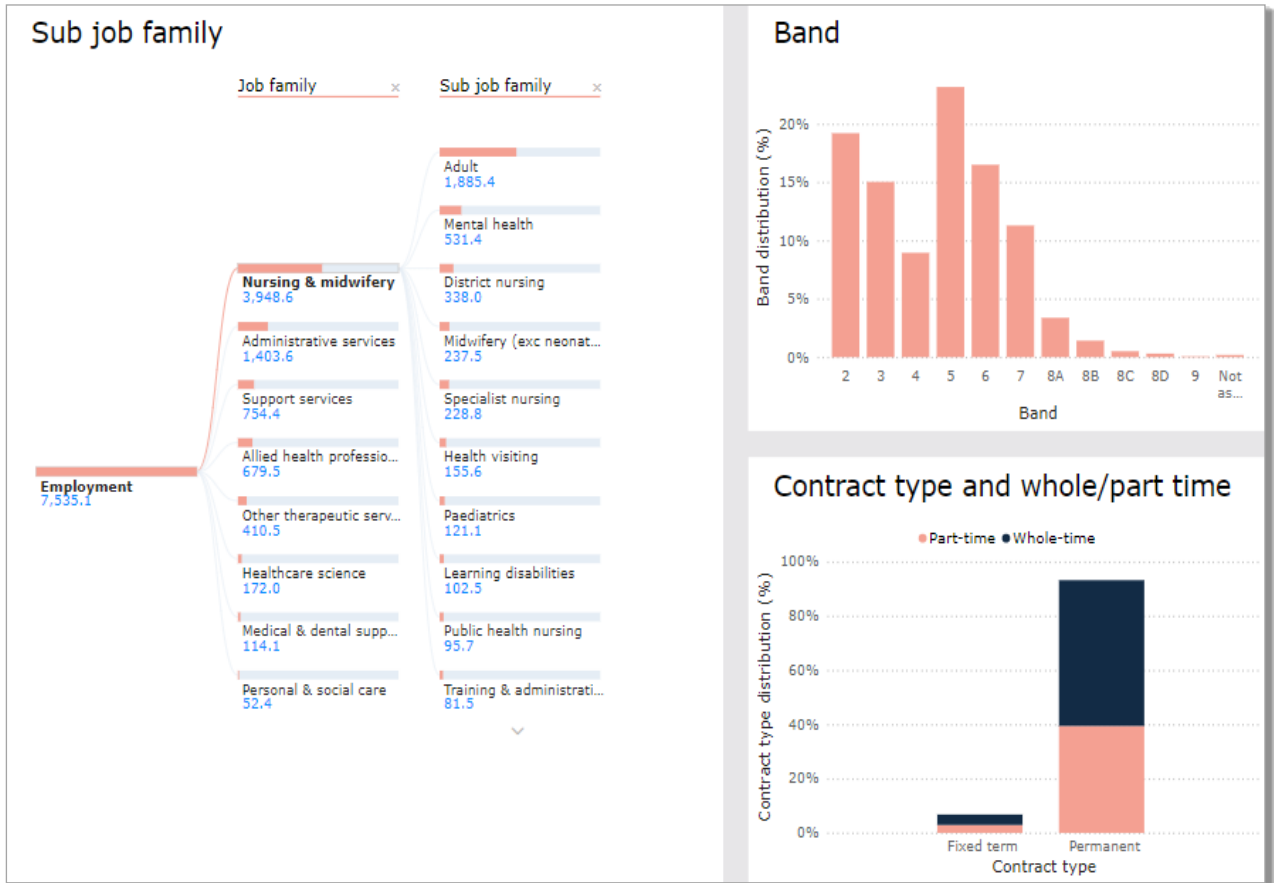 Sub job family
Job family ×
Sub job family ×
Employment
7,535.1
Nursing & midwifery
3,948.6
Administrative services
1,403.6
Support services
754.4
Allied health professio...
679.5
Other therapeutic serv...
410.5
Healthcare science
172.0
Medical & dental supp...
114.1
Personal & social care
52.4
Adult
1,885.4
Mental health
531.4
District nursing
338.0
Midwifery (exc neonat...
237.5
Specialist nursing
228.8
Health visiting
155.6
Paediatrics
121.1
Learning disabilities
102.5
Public health nursing
95.7
Training & administrati...
81.5
Band
Band distribution (%)
20%
15%
10%
5%
0%
2 3 4 5 6 7 8A 8B 8C 8D 9 Not
as...
Band
Contract type and whole/part time
Part-time Whole-time
Contract type distribution (%)
100%
80%
60%
40%
20%
0%
Fixed term Permanent
Contract type